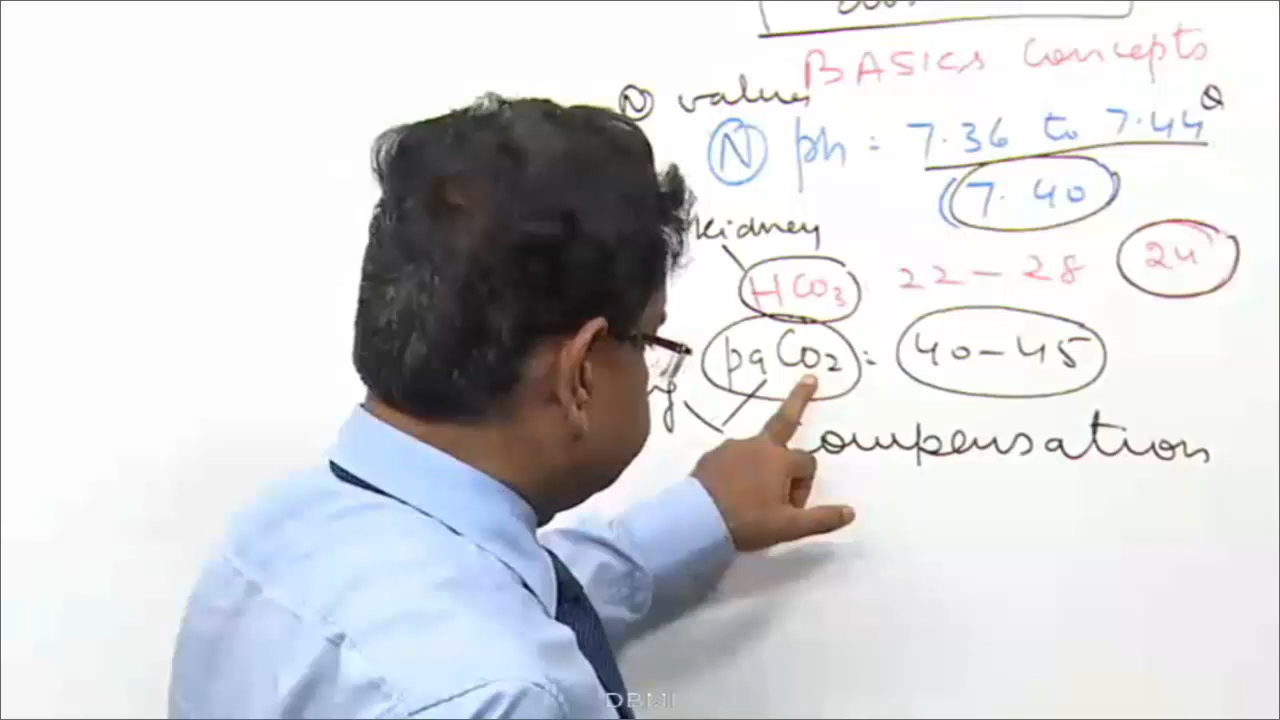 BASICS Concepts
Ⓝ values
Ⓝ ph = 7.36 to 7.44
(7.40
kidney
HCO3 22 – 28 24
paCO2 = 40 – 45
Compensation
DBMI